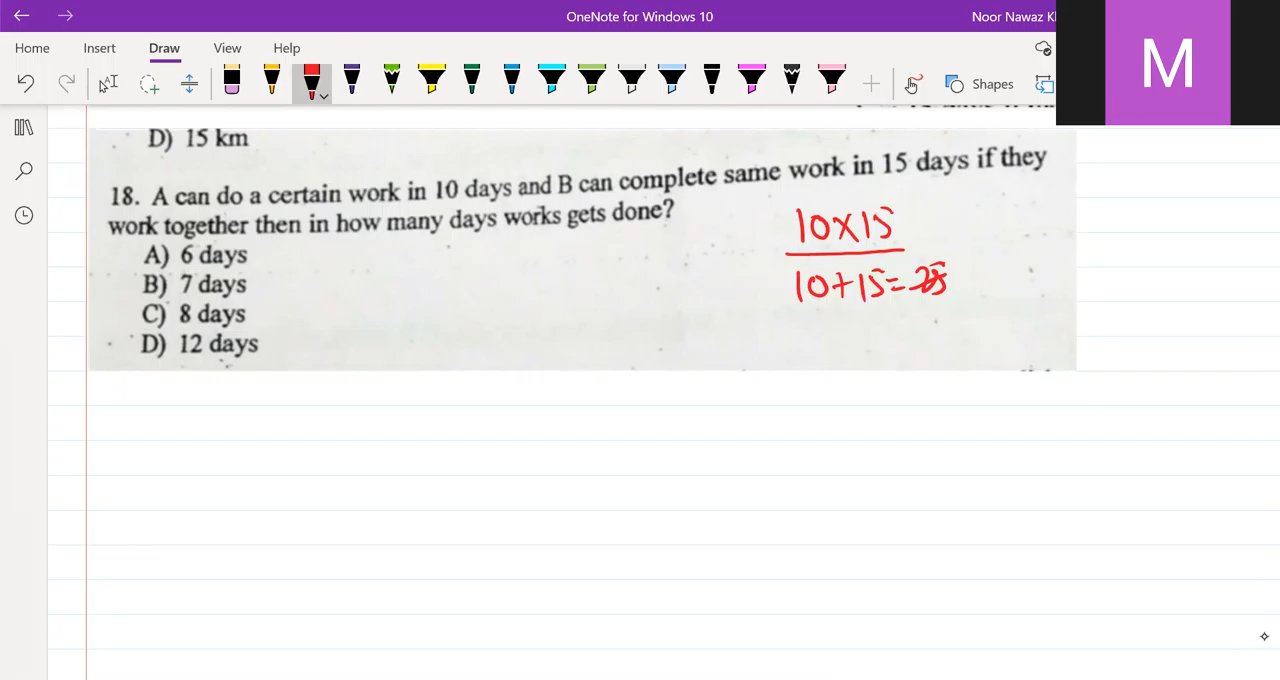 OneNote for Windows 10
Noor Nawaz
Home Insert Draw View Help
Shapes
M
D) 15 km
18. A can do a certain work in 10 days and B can complete same work in 15 days if they
work together then in how many days works gets done?
10×15
10+15=25
A) 6 days
B) 7 days
C) 8 days
D) 12 days